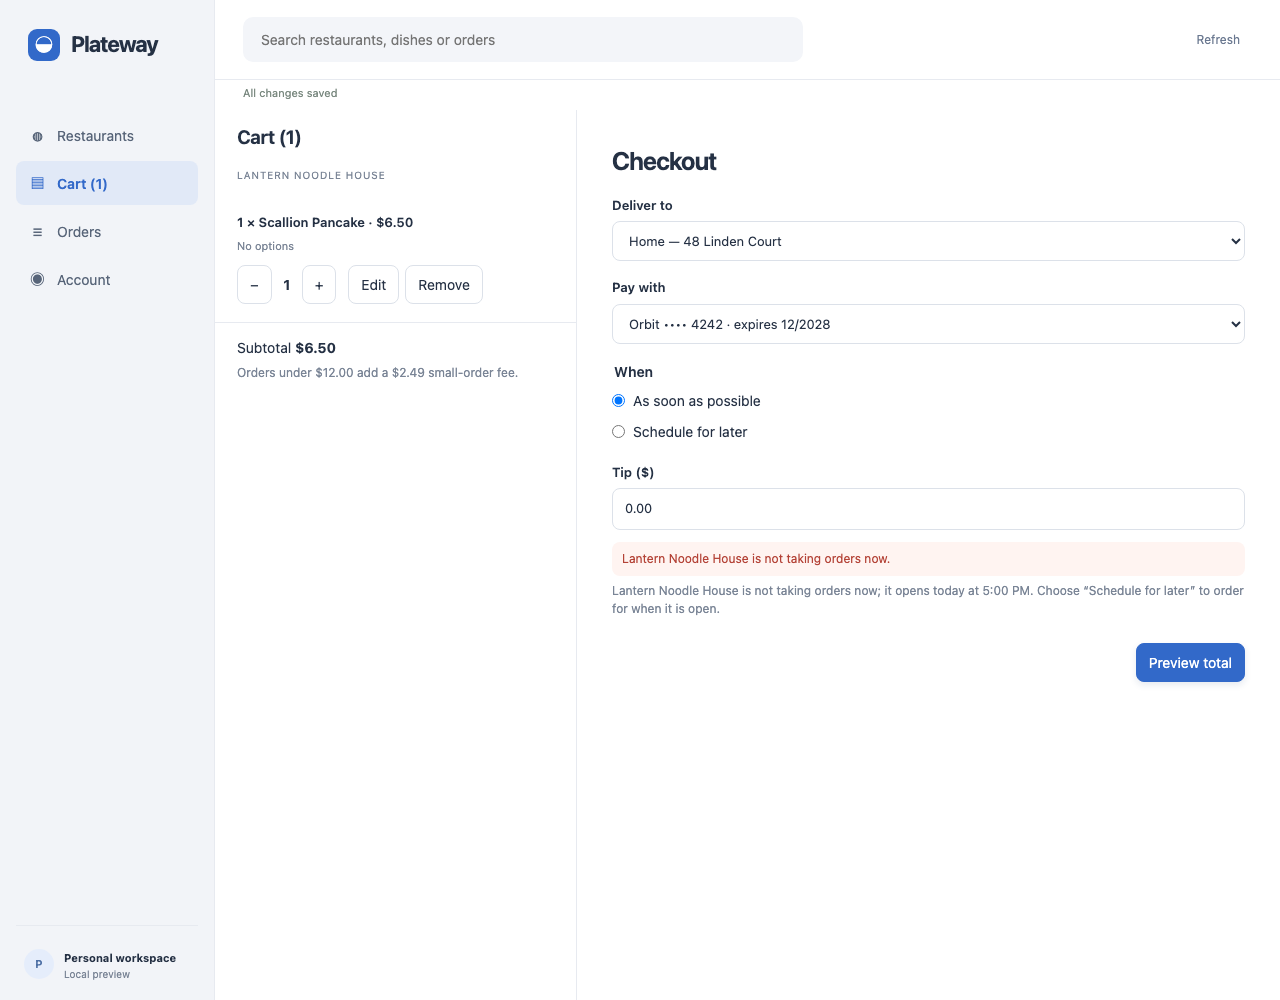 Plateway
Restaurants
Cart (1)
Orders
Account
Personal workspace
P
Local preview
Search restaurants, dishes or orders
Refresh
All changes saved
Cart (1)
LANTERN NOODLE HOUSE
1 × Scallion Pancake · $6.50
No options
− 1 + Edit Remove
Subtotal $6.50
Orders under $12.00 add a $2.49 small-order fee.
Checkout
Deliver to
Home — 48 Linden Court
Pay with
Orbit •••• 4242 · expires 12/2028
When
As soon as possible
Schedule for later
Tip ($)
0.00
Lantern Noodle House is not taking orders now.
Lantern Noodle House is not taking orders now; it opens today at 5:00 PM. Choose “Schedule for later” to order
for when it is open.
Preview total